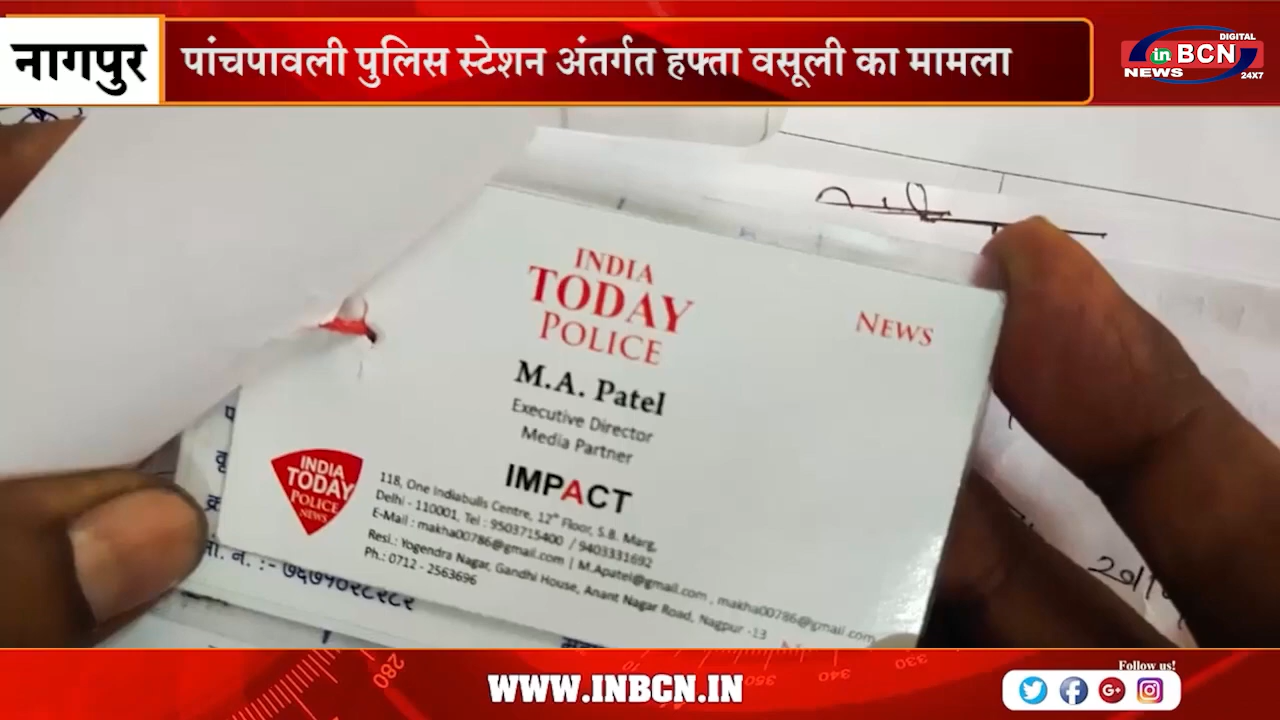 नागपुर
पांचपावली पुलिस स्टेशन अंतर्गत हफ्ता वसूली का मामला
DIGITAL
in BCN
NEWS 24X7
INDIA
TODAY
POLICE
NEWS
M.A. Patel
Executive Director
Media Partner
IMPACT
INDIA
TODAY
POLICE
NEWS
118, One Indiabulls Centre, 12th Floor, S.B. Marg,
Delhi - 110001, Tel : 9503715400 / 9403331692
E-Mail : makha00786@gmail.com | M.Apatel@gmail.com , makha00786@gmail.com
Resi.: Yogendra Nagar, Gandhi House, Anant Nagar Road, Nagpur -13
Ph.: 0712 - 2563696
WWW.INBCN.IN
Follow us!